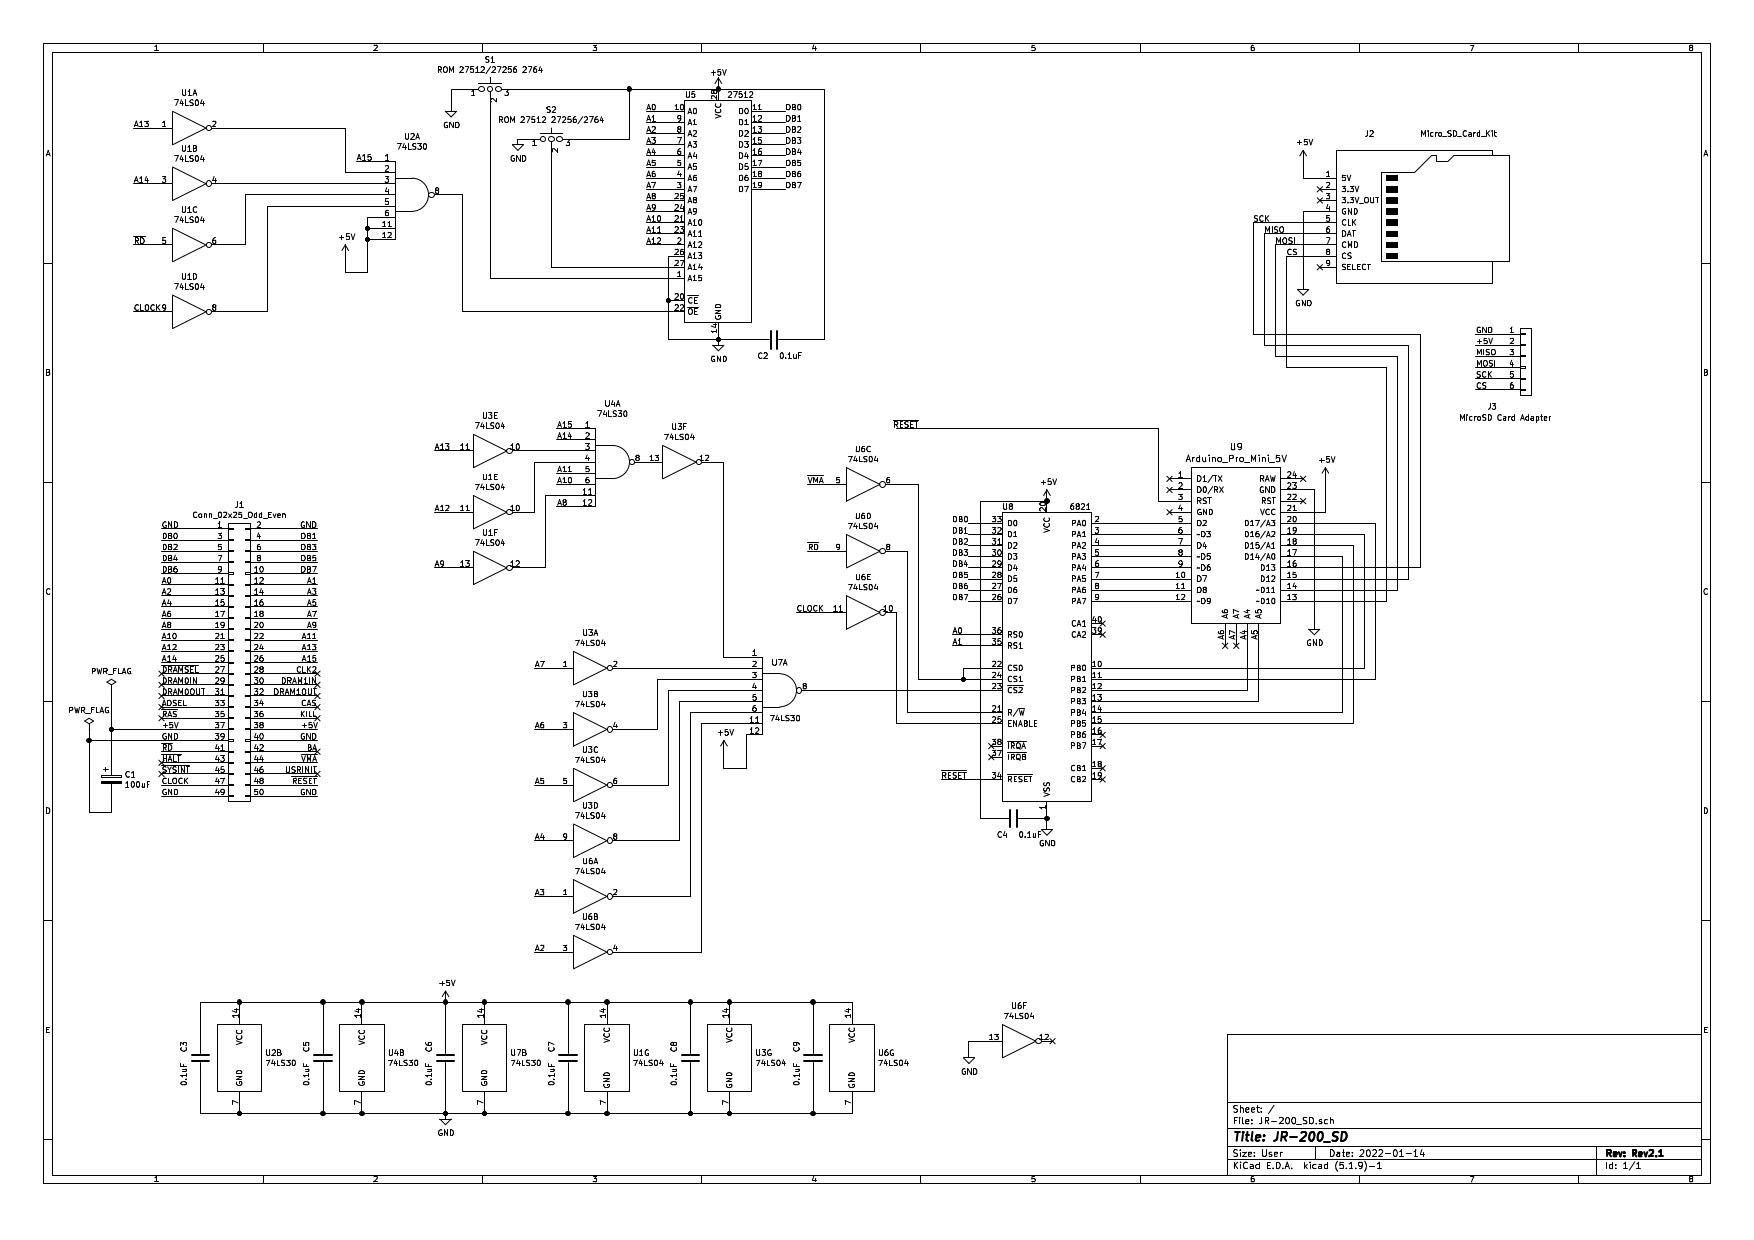 1 2 3 4 5 6 7 8
A B C D E
S1
ROM 27512/27256 2764
1 2 3
GND
S2
ROM 27512 27256/2764
1 2 3
GND
+5V
U1A
74LS04
A13 1 2
U1B
74LS04
A14 3 4
U1C
74LS04
RD 5 6
U1D
74LS04
CLOCK 9 8
U2A
74LS30
A15 1
2
3
4
5
6
11
12
8
+5V
U5 27512
28 VCC
A0 10 A0 D0 11 DB0
A1 9 A1 D1 12 DB1
A2 8 A2 D2 13 DB2
A3 7 A3 D3 15 DB3
A4 6 A4 D4 16 DB4
A5 5 A5 D5 17 DB5
A6 4 A6 D6 18 DB6
A7 3 A7 D7 19 DB7
A8 25 A8
A9 24 A9
A10 21 A10
A11 23 A11
A12 2 A12
26 A13
27 A14
1 A15
20 CE
22 OE
GND 14
GND
C2 0.1uF
J2 Micro_SD_Card_Kit
+5V
1 5V
2 3.3V
3 3.3V_OUT
4 GND
SCK 5 CLK
MISO 6 DAT
MOSI 7 CMD
CS 8 CS
9 SELECT
GND
GND 1
+5V 2
MISO 3
MOSI 4
SCK 5
CS 6
J3
MicroSD Card Adapter
U3E
74LS04
A13 11 10
U1E
74LS04
A12 11 10
U1F
74LS04
A9 13 12
U4A
74LS30
A15 1
A14 2
3
4
A11 5
A10 6
11
A8 12
8
U3F
74LS04
13 12
RESET
U6C
74LS04
VMA 5 6
U6D
74LS04
RD 9 8
U6E
74LS04
CLOCK 11 10
J1
Conn_02x25_Odd_Even
GND 1 2 GND
DB0 3 4 DB1
DB2 5 6 DB3
DB4 7 8 DB5
DB6 9 10 DB7
A0 11 12 A1
A2 13 14 A3
A4 15 16 A5
A6 17 18 A7
A8 19 20 A9
A10 21 22 A11
A12 23 24 A13
A14 25 26 A15
DRAMSEL 27 28 CLK2
DRAM0IN 29 30 DRAM1IN
DRAM0OUT 31 32 DRAM1OUT
ADSEL 33 34 CAS
RAS 35 36 KILL
+5V 37 38 +5V
GND 39 40 GND
RD 41 42 BA
HALT 43 44 VMA
SYSINT 45 46 USRINIT
CLOCK 47 48 RESET
GND 49 50 GND
PWR_FLAG
PWR_FLAG
+ C1
100uF
U3A
74LS04
A7 1 2
U3B
74LS04
A6 3 4
U3C
74LS04
A5 5 6
U3D
74LS04
A4 9 8
U6A
74LS04
A3 1 2
U6B
74LS04
A2 3 4
U7A
74LS30
1
2
3
4
5
6
11
12
8
+5V
+5V
U8 6821
20 VCC
DB0 33 D0 PA0 2
DB1 32 D1 PA1 3
DB2 31 D2 PA2 4
DB3 30 D3 PA3 5
DB4 29 D4 PA4 6
DB5 28 D5 PA5 7
DB6 27 D6 PA6 8
DB7 26 D7 PA7 9
CA1 40
CA2 39
A0 36 RS0
A1 35 RS1
22 CS0 PB0 10
24 CS1 PB1 11
23 CS2 PB2 12
PB3 13
21 R/W PB4 14
25 ENABLE PB5 15
PB6 16
38 IRQA PB7 17
37 IRQB
CB1 18
RESET 34 RESET CB2 19
VSS 1
C4 0.1uF
GND
U9
Arduino_Pro_Mini_5V
+5V
1 D1/TX RAW 24
2 D0/RX GND 23
3 RST RST 22
4 GND VCC 21
5 D2 D17/A3 20
6 ~D3 D16/A2 19
7 D4 D15/A1 18
8 ~D5 D14/A0 17
9 ~D6 D13 16
10 D7 D12 15
11 D8 ~D11 14
12 ~D9 ~D10 13
A6 A7 A4 A5
A6 A7 A4 A5
GND
+5V
C3 0.1uF
14 VCC GND 7
U2B
74LS30
C5 0.1uF
14 VCC GND 7
U4B
74LS30
C6 0.1uF
14 VCC GND 7
U7B
74LS30
C7 0.1uF
14 VCC GND 7
U1G
74LS04
C8 0.1uF
14 VCC GND 7
U3G
74LS04
C9 0.1uF
14 VCC GND 7
U6G
74LS04
GND
U6F
74LS04
13 12
GND
Sheet: /
File: JR-200_SD.sch
Title: JR-200_SD
Size: User Date: 2022-01-14 Rev: Rev2.1
KiCad E.D.A. kicad (5.1.9)-1 Id: 1/1
1 2 3 4 5 6 7 8
A B C D E